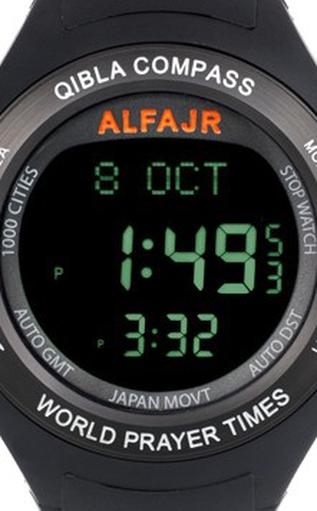 QIBLA COMPASS
ALFAJR
1000 CITIES
STOP WATCH
8 OCT
P 1:49 53
P 3:32
AUTO GMT
AUTO DST
JAPAN MOVT
WORLD PRAYER TIMES